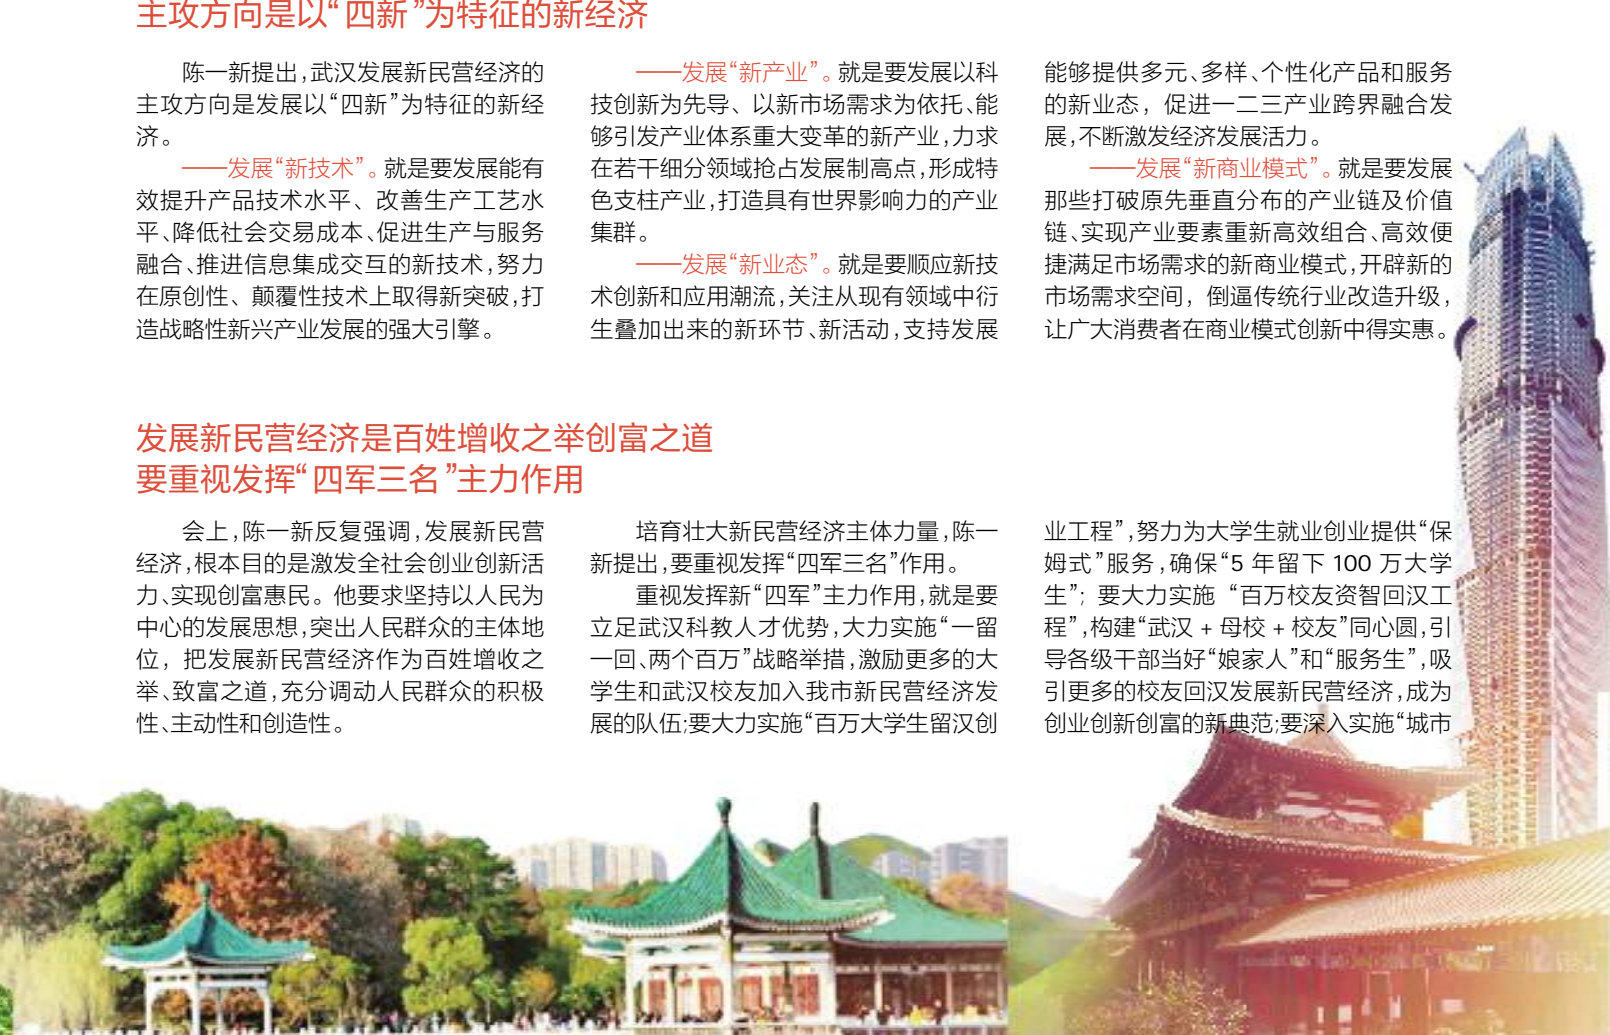 主攻方向是以“四新”为特征的新经济
陈一新提出,武汉发展新民营经济的
主攻方向是发展以“四新”为特征的新经
济。
——发展“新技术”。就是要发展能有
效提升产品技术水平、改善生产工艺水
平、降低社会交易成本、促进生产与服务
融合、推进信息集成交互的新技术,努力
在原创性、颠覆性技术上取得新突破,打
造战略性新兴产业发展的强大引擎。
——发展“新产业”。就是要发展以科
技创新为先导、以新市场需求为依托、能
够引发产业体系重大变革的新产业,力求
在若干细分领域抢占发展制高点,形成特
色支柱产业,打造具有世界影响力的产业
集群。
——发展“新业态”。就是要顺应新技
术创新和应用潮流,关注从现有领域中衍
生叠加出来的新环节、新活动,支持发展
能够提供多元、多样、个性化产品和服务
的新业态,促进一二三产业跨界融合发
展,不断激发经济发展活力。
——发展“新商业模式”。就是要发展
那些打破原先垂直分布的产业链及价值
链、实现产业要素重新高效组合、高效便
捷满足市场需求的新商业模式,开辟新的
市场需求空间,倒逼传统行业改造升级,
让广大消费者在商业模式创新中得实惠。
发展新民营经济是百姓增收之举创富之道
要重视发挥“四军三名”主力作用
会上,陈一新反复强调,发展新民营
经济,根本目的是激发全社会创业创新活
力、实现创富惠民。他要求坚持以人民为
中心的发展思想,突出人民群众的主体地
位,把发展新民营经济作为百姓增收之
举、致富之道,充分调动人民群众的积极
性、主动性和创造性。
培育壮大新民营经济主体力量,陈一
新提出,要重视发挥“四军三名”作用。
重视发挥新“四军”主力作用,就是要
立足武汉科教人才优势,大力实施“一留
一回、两个百万”战略举措,激励更多的大
学生和武汉校友加入我市新民营经济发
展的队伍;要大力实施“百万大学生留汉创
业工程”,努力为大学生就业创业提供“保
姆式”服务,确保“5 年留下 100 万大学
生”;要大力实施“百万校友资智回汉工
程”,构建“武汉 + 母校 + 校友”同心圆,引
导各级干部当好“娘家人”和“服务生”,吸
引更多的校友回汉发展新民营经济,成为
创业创新创富的新典范;要深入实施“城市